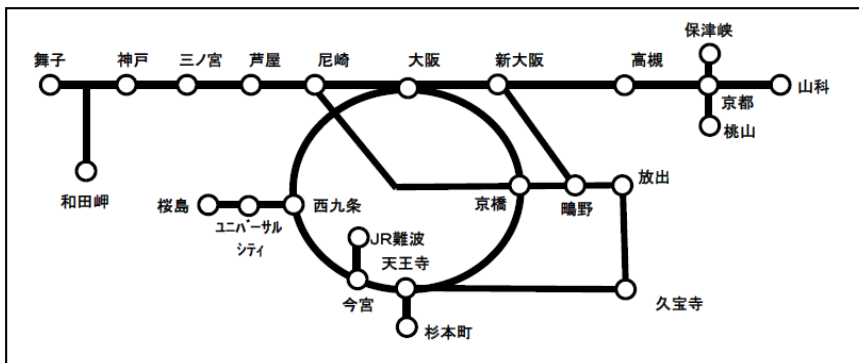 保津峡
舞子
神戸
三ノ宮
芦屋
尼崎
大阪
新大阪
高槻
山科
京都
桃山
和田岬
桜島
ユニバーサル
シティ
西九条
京橋
鴫野
放出
JR難波
天王寺
今宮
久宝寺
杉本町